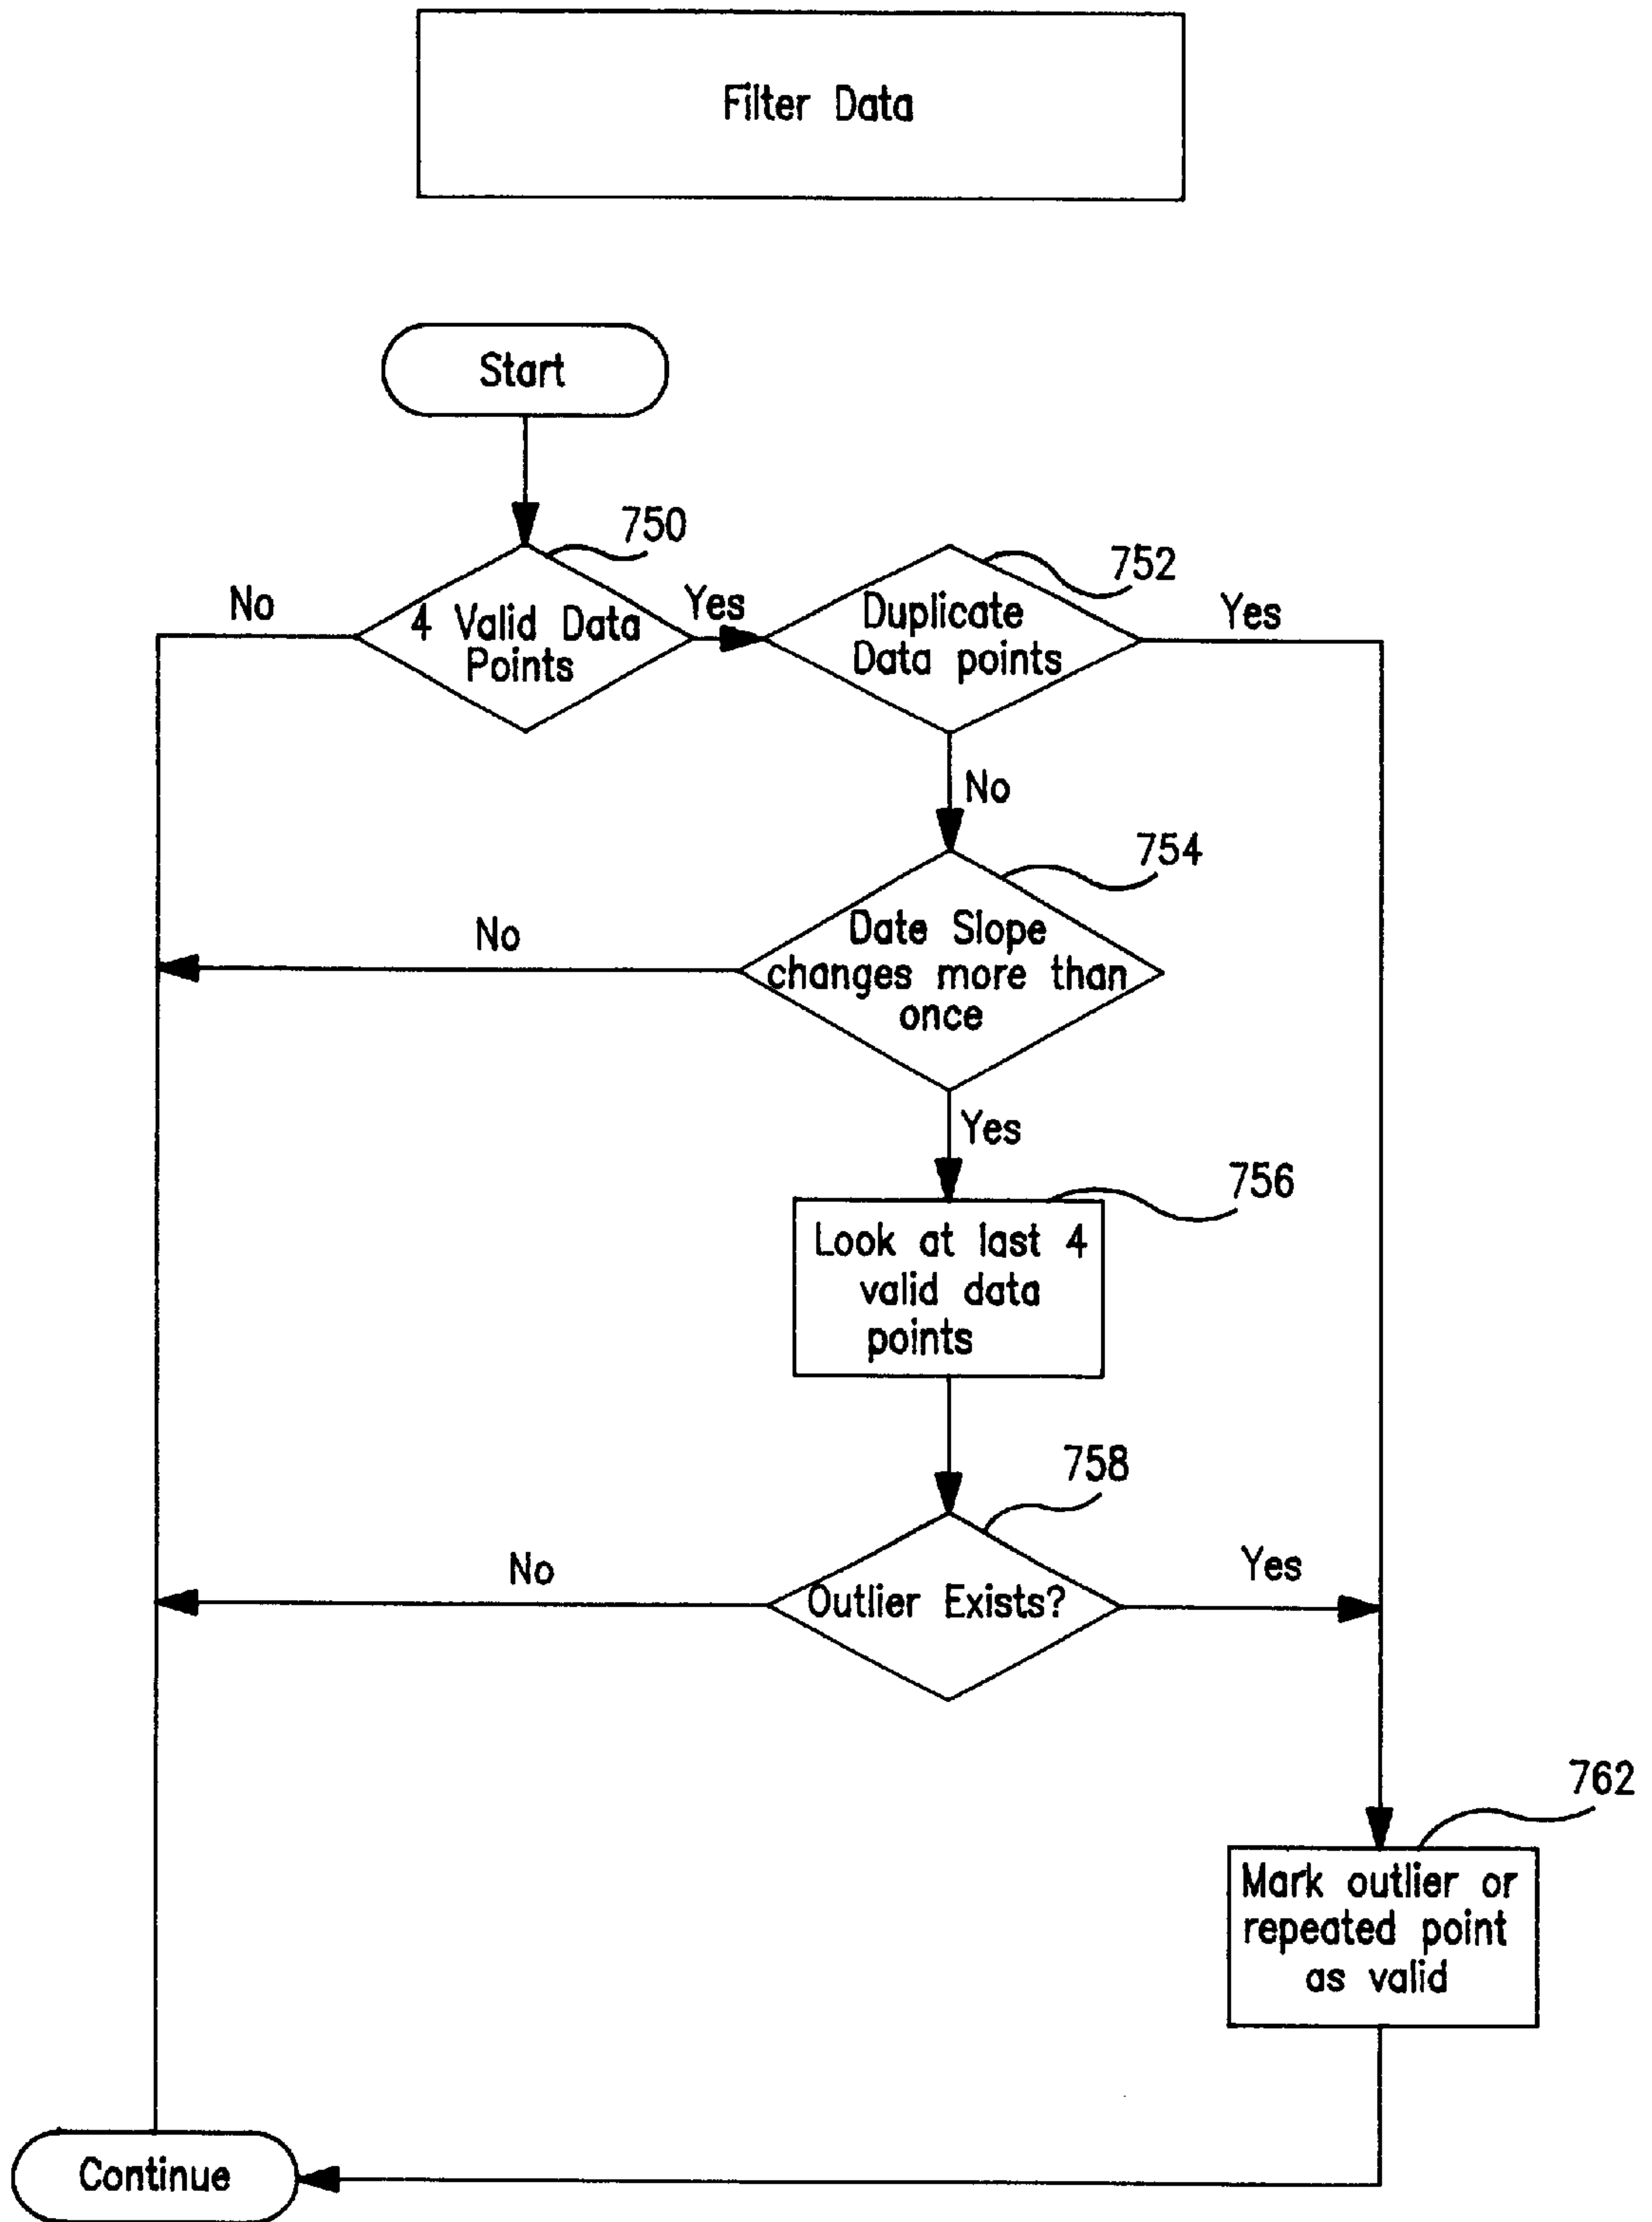 Filter Data
Start
750
752
No
4 Valid Data
Points
Yes
Duplicate
Data points
Yes
No
754
No
Date Slope
changes more than
once
Yes
756
Look at last 4
valid data
points
758
No
Outlier Exists?
Yes
762
Mark outlier or
repeated point
as valid
Continue